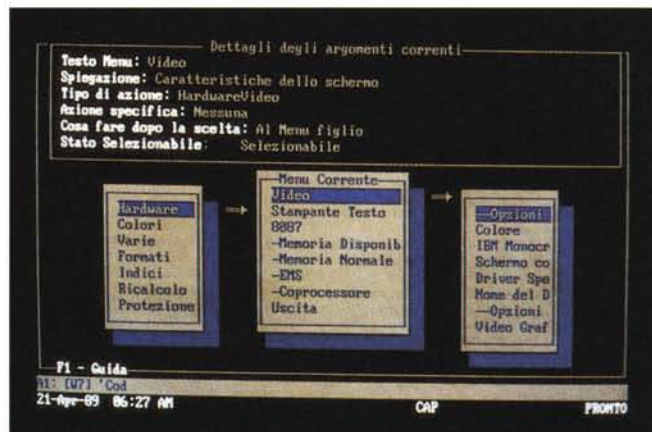 Dettagli degli argomenti correnti
Testo Menu: Video
Spiegazione: Caratteristiche dello schermo
Tipo di azione: HardwareVideo
Azione specifica: Nessuna
Cosa fare dopo la scelta: Al Menu figlio
Stato Selezionabile: Selezionabile
Hardware
Colori
Varie
Formati
Indici
Ricalcolo
Protezione
Menu Corrente
Video
Stampante Testo
8087
-Memoria Disponib
-Memoria Normale
-EMS
-Coprocessore
Uscita
—Opzioni
Colore
IBM Monocr
Schermo co
Driver Spe
Nome del D
—Opzioni
Video Graf
F1 - Guida
A1: [W7] 'Cod
21-Apr-89 06:27 AM CAP PRONTO